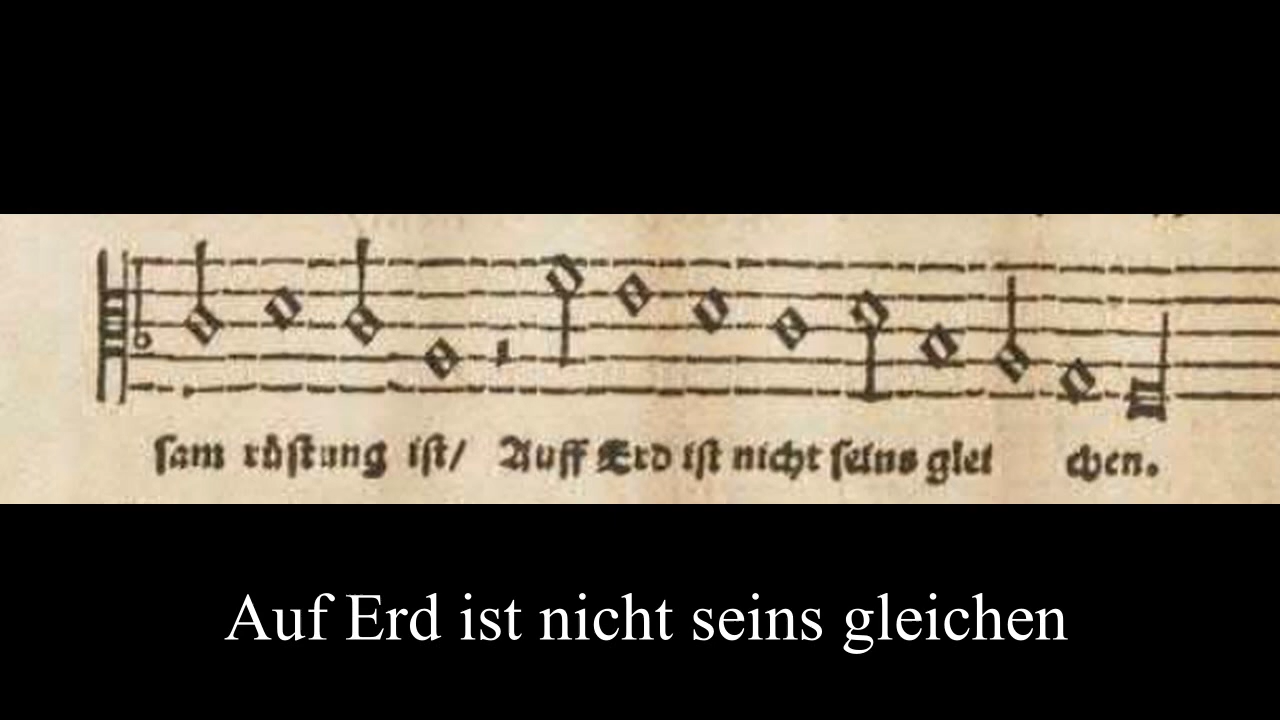 ſam rüſtung iſt/ Auff Erd iſt nicht ſeins glei chen.
Auf Erd ist nicht seins gleichen